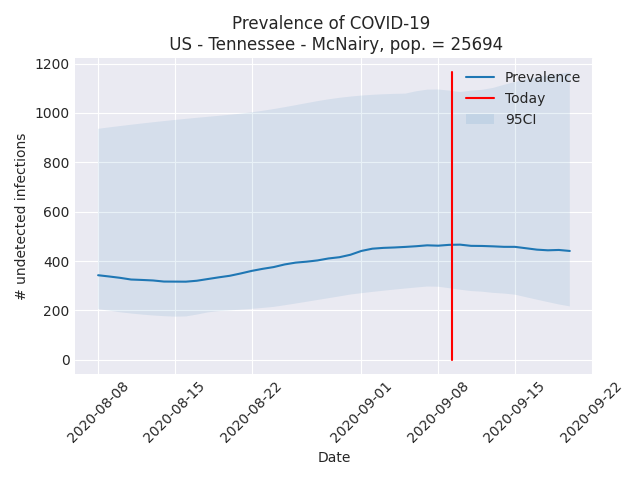 Prevalence of COVID-19
US - Tennessee - McNairy, pop. = 25694
1200
1000
800
600
400
200
0
# undetected infections
Prevalence
Today
95CI
2020-08-08
2020-08-15
2020-08-22
2020-09-01
2020-09-08
2020-09-15
2020-09-22
Date